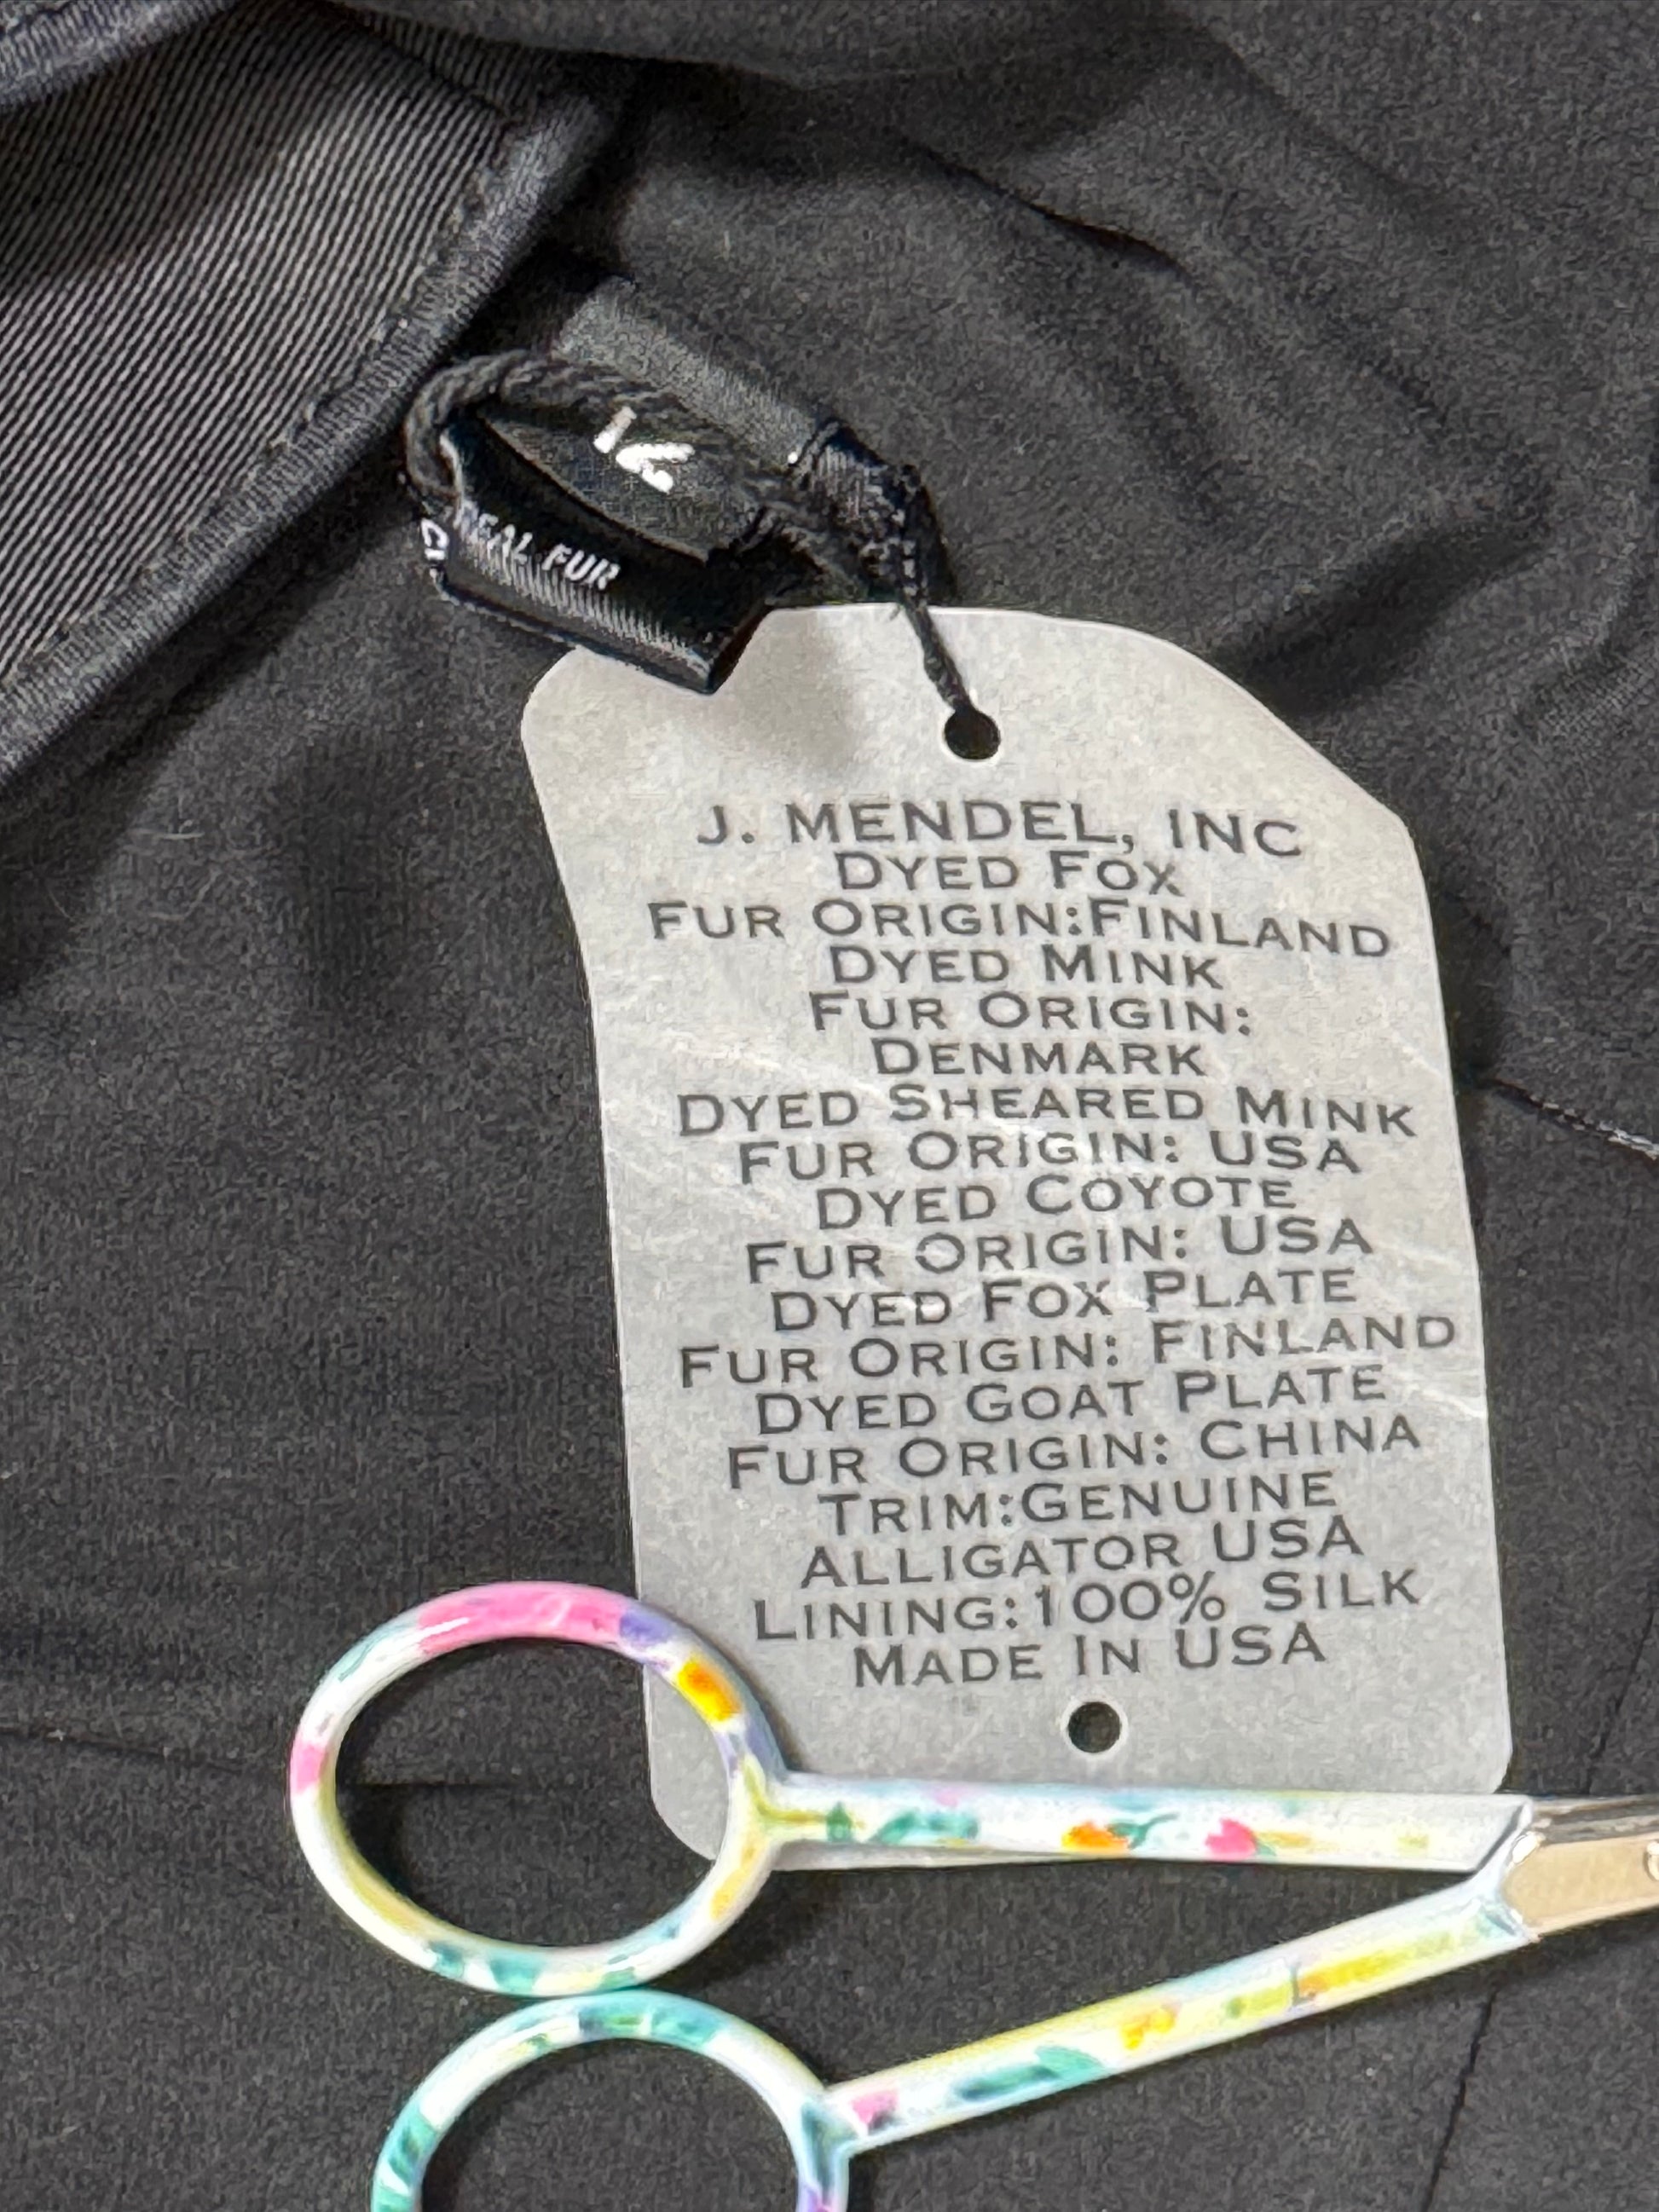 REAL FUR
J. MENDEL, INC
DYED FOX
FUR ORIGIN:FINLAND
DYED MINK
FUR ORIGIN:
DENMARK
DYED SHEARED MINK
FUR ORIGIN: USA
DYED COYOTE
FUR ORIGIN: USA
DYED FOX PLATE
FUR ORIGIN: FINLAND
DYED GOAT PLATE
FUR ORIGIN: CHINA
TRIM:GENUINE
ALLIGATOR USA
LINING:100% SILK
MADE IN USA